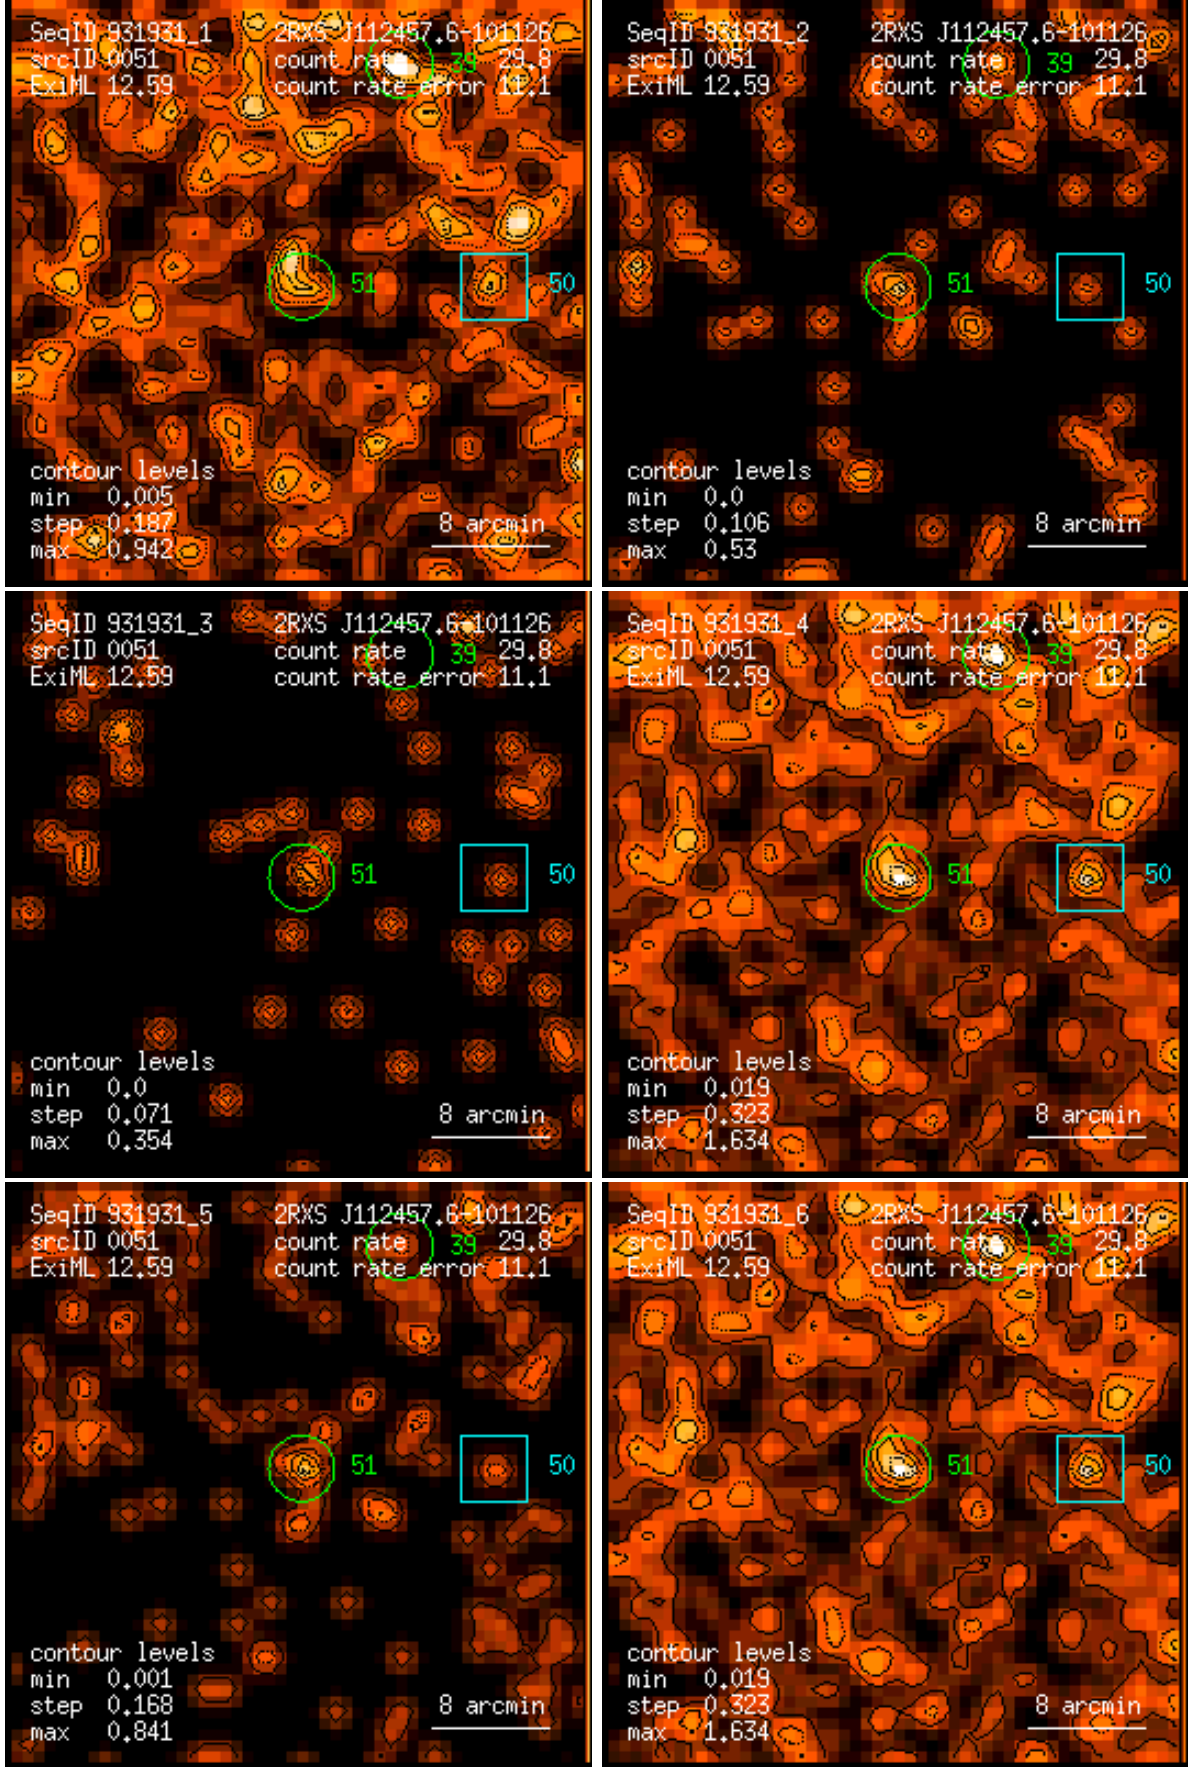 SeqID 931931_1 2RXS J112457.6-101126
srcID 0051 count rate 39 29.8
ExiML 12.59 count rate error 11.1
51 50
contour levels
min 0.005
step 0.187 8 arcmin
max 0.942
SeqID 931931_2 2RXS J112457.6-101126
srcID 0051 count rate 39 29.8
ExiML 12.59 count rate error 11.1
51 50
contour levels
min 0.0
step 0.106 8 arcmin
max 0.53
SeqID 931931_3 2RXS J112457.6-101126
srcID 0051 count rate 39 29.8
ExiML 12.59 count rate error 11.1
51 50
contour levels
min 0.0
step 0.071 8 arcmin
max 0.354
SeqID 931931_4 2RXS J112457.6-101126
srcID 0051 count rate 39 29.8
ExiML 12.59 count rate error 11.1
51 50
contour levels
min 0.019
step 0.323 8 arcmin
max 1.634
SeqID 931931_5 2RXS J112457.6-101126
srcID 0051 count rate 39 29.8
ExiML 12.59 count rate error 11.1
51 50
contour levels
min 0.001
step 0.168 8 arcmin
max 0.841
SeqID 931931_6 2RXS J112457.6-101126
srcID 0051 count rate 39 29.8
ExiML 12.59 count rate error 11.1
51 50
contour levels
min 0.019
step 0.323 8 arcmin
max 1.634